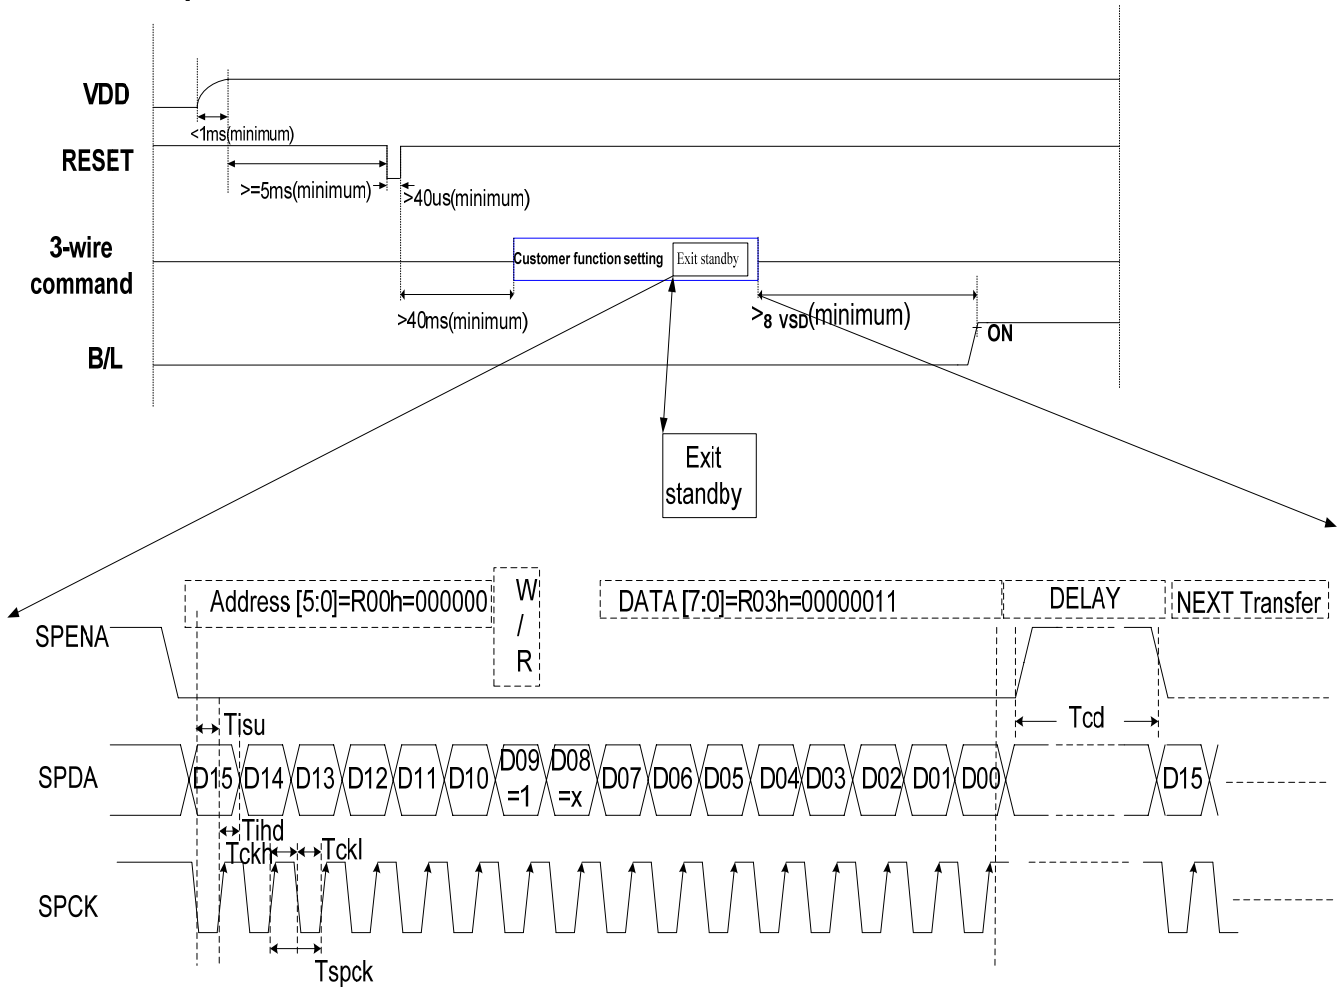 VDD
<1ms(minimum)
RESET
>=5ms(minimum)
>40us(minimum)
3-wire
command
Customer function setting
Exit standby
>40ms(minimum)
>8 VSD(minimum)
ON
B/L
Exit
standby
Address [5:0]=R00h=000000
W
/
R
DATA [7:0]=R03h=00000011
DELAY
NEXT Transfer
SPENA
Tisu
Tcd
SPDA
D15
D14
D13
D12
D11
D10
D09
=1
D08
=x
D07
D06
D05
D04
D03
D02
D01
D00
D15
Tihd
Tckh
Tckl
SPCK
Tspck